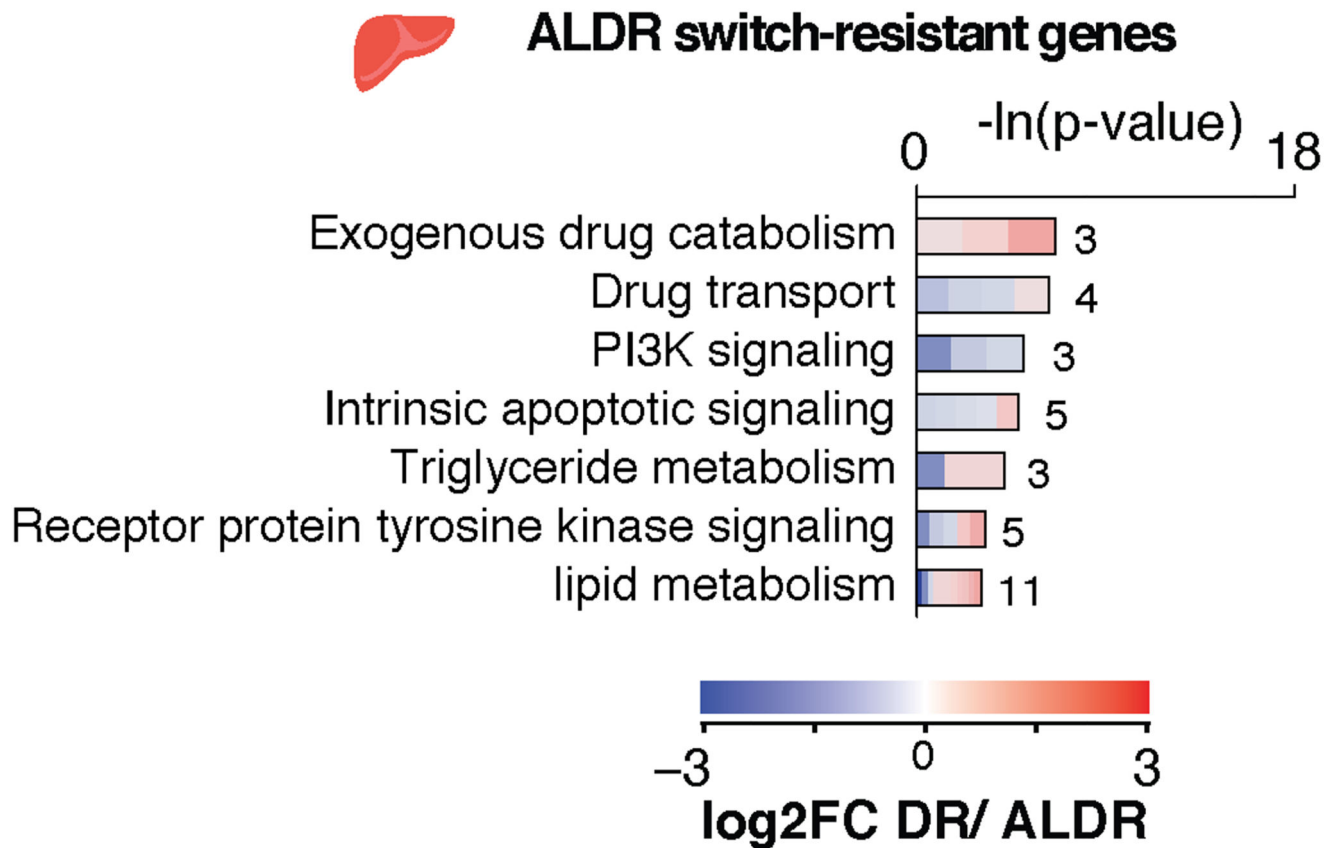 ALDR switch-resistant genes
-ln(p-value)
0 18
Exogenous drug catabolism 3
Drug transport 4
PI3K signaling 3
Intrinsic apoptotic signaling 5
Triglyceride metabolism 3
Receptor protein tyrosine kinase signaling 5
lipid metabolism 11
–3 0 3
log2FC DR/ ALDR